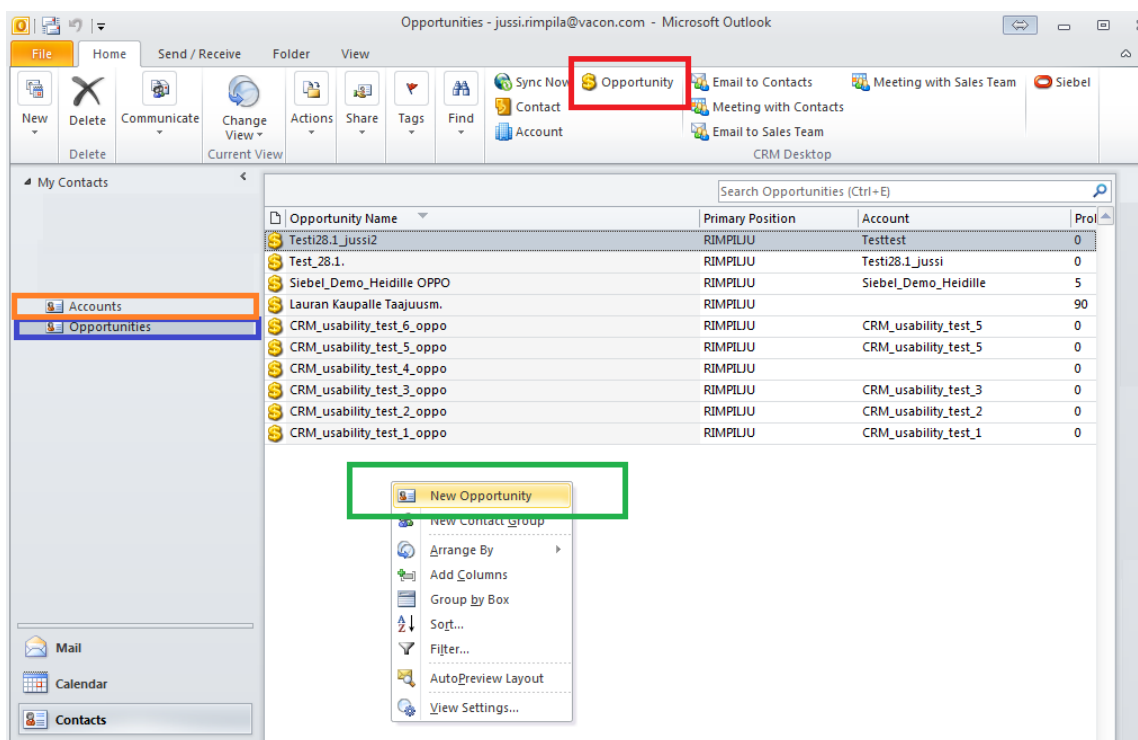 Opportunities - jussi.rimpila@vacon.com - Microsoft Outlook
File Home Send / Receive Folder View
Sync Now Opportunity Email to Contacts Meeting with Sales Team Siebel
Contact Meeting with Contacts
New Delete Communicate Change View Actions Share Tags Find
Account Email to Sales Team
Delete Current View CRM Desktop
My Contacts
Search Opportunities (Ctrl+E)
Opportunity Name Primary Position Account Prol
Testi28.1_jussi2 RIMPILJU Testtest 0
Test_28.1. RIMPILJU Testi28.1_jussi 0
Siebel_Demo_Heidille OPPO RIMPILJU Siebel_Demo_Heidille 5
Accounts
Lauran Kaupalle Taajuusm. RIMPILJU 90
Opportunities
CRM_usability_test_6_oppo RIMPILJU CRM_usability_test_5 0
CRM_usability_test_5_oppo RIMPILJU CRM_usability_test_5 0
CRM_usability_test_4_oppo RIMPILJU 0
CRM_usability_test_3_oppo RIMPILJU CRM_usability_test_3 0
CRM_usability_test_2_oppo RIMPILJU CRM_usability_test_2 0
CRM_usability_test_1_oppo RIMPILJU CRM_usability_test_1 0
New Opportunity
New Contact Group
Arrange By
Add Columns
Group by Box
Sort...
Filter...
AutoPreview Layout
View Settings...
Mail
Calendar
Contacts